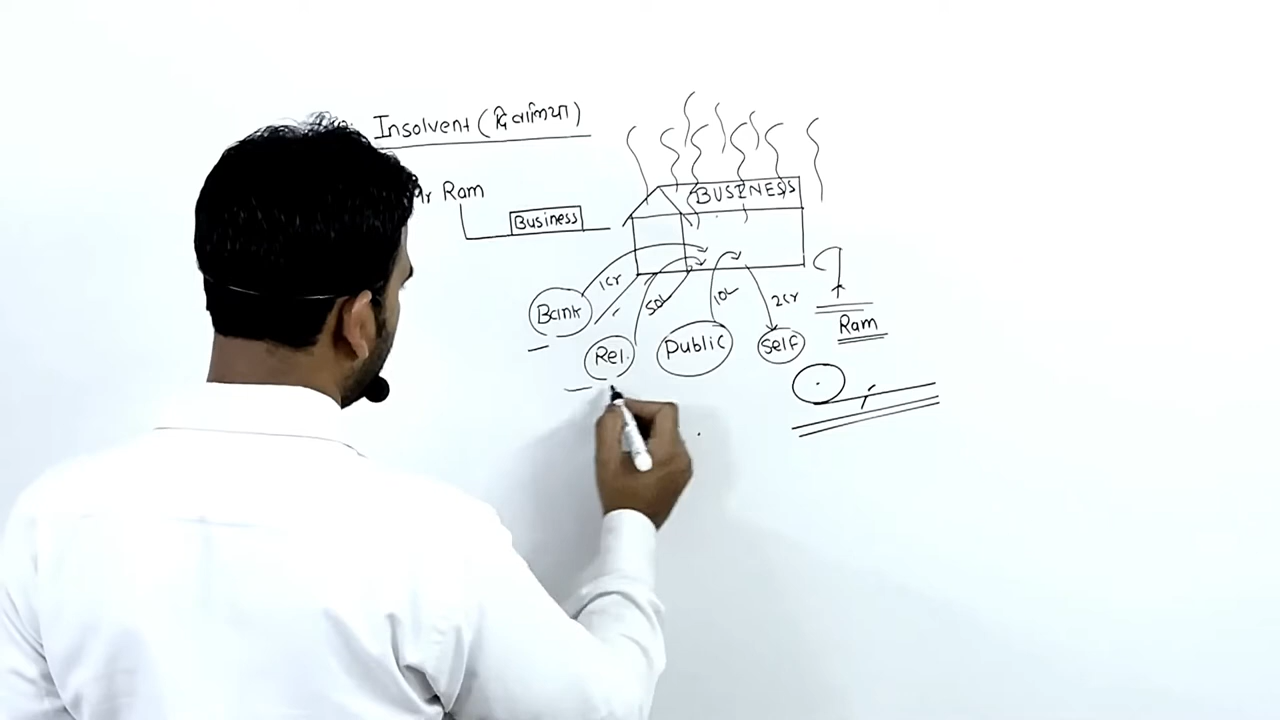 Insolvent (दिवालिया)
Ram
Business
BUSINESS
1Cr
50L
10L
2Cr
Bank
Rel.
Public
Self
Ram